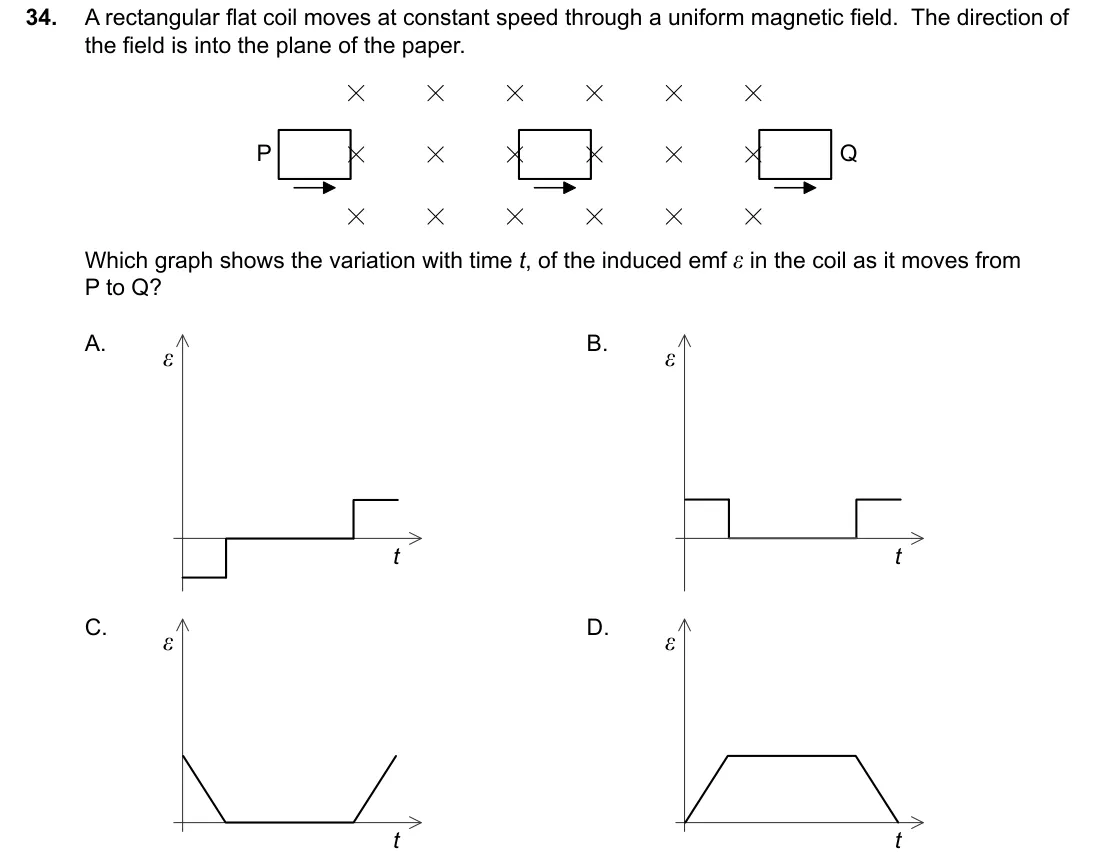 34. A rectangular flat coil moves at constant speed through a uniform magnetic field. The direction of
the field is into the plane of the paper.
P
Q
Which graph shows the variation with time t, of the induced emf ε in the coil as it moves from
P to Q?
A.
ε
t
B.
ε
t
C.
ε
t
D.
ε
t